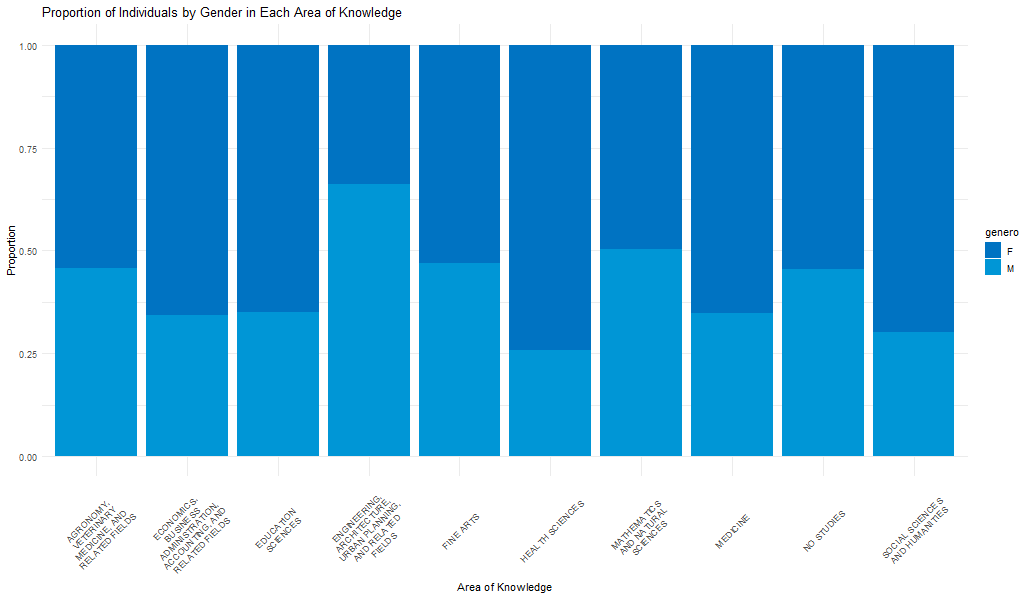 Proportion of Individuals by Gender in Each Area of Knowledge
1.00
0.75
0.50
0.25
0.00
Proportion
AGRONOMY,
VETERINARY
MEDICINE, AND
RELATED FIELDS
ECONOMICS,
BUSINESS
ADMINISTRATION,
ACCOUNTING, AND
RELATED FIELDS
EDUCATION
SCIENCES
ENGINEERING,
ARCHITECTURE,
URBAN PLANNING,
AND RELATED
FIELDS
FINE ARTS
HEALTH SCIENCES
MATHEMATICS
AND NATURAL
SCIENCES
MEDICINE
NO STUDIES
SOCIAL SCIENCES
AND HUMANITIES
Area of Knowledge
genero
F
M